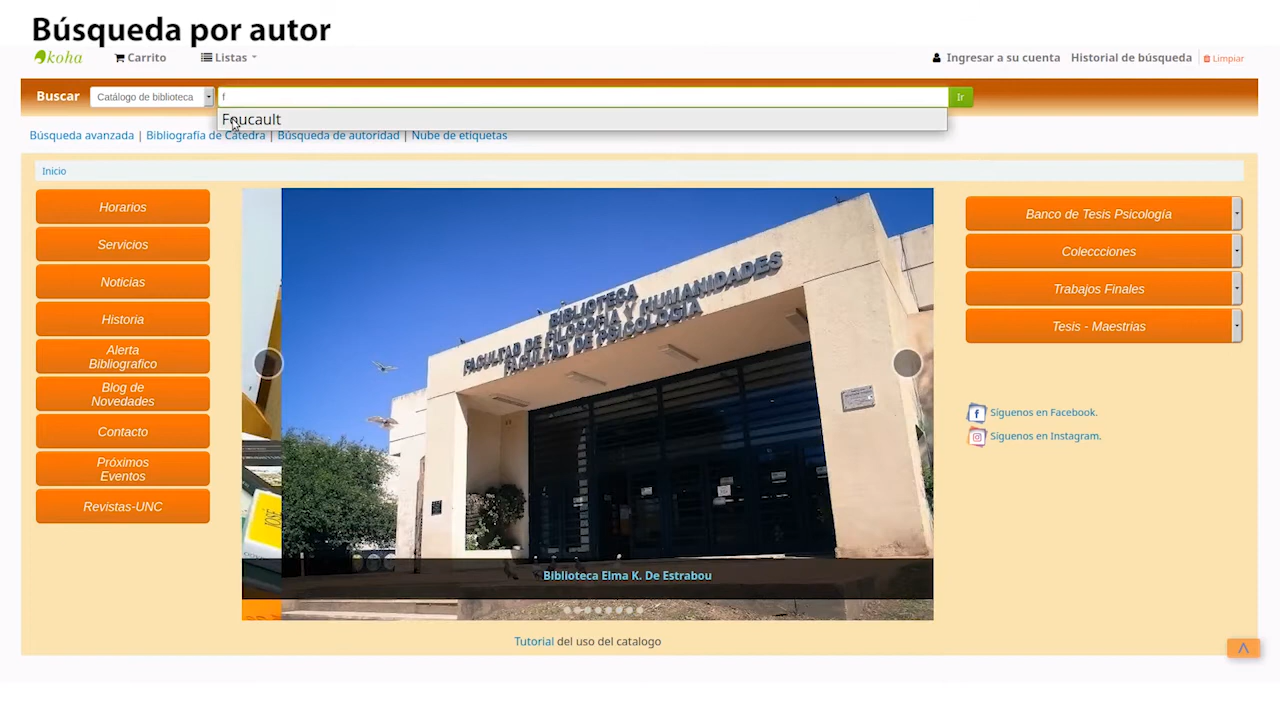 Búsqueda por autor
koha
Carrito
Listas
Ingresar a su cuenta
Historial de búsqueda
Limpiar
Buscar
Catálogo de biblioteca
f
Ir
Foucault
Búsqueda avanzada | Bibliografía de Cátedra | Búsqueda de autoridad | Nube de etiquetas
Inicio
Horarios
Servicios
Noticias
Historia
Alerta
Bibliografico
Blog de
Novedades
Contacto
Próximos
Eventos
Revistas-UNC
BIBLIOTECA
FACULTAD DE FILOSOFIA Y HUMANIDADES
FACULTAD DE PSICOLOGIA
Biblioteca Elma K. De Estrabou
Banco de Tesis Psicología
Coleccciones
Trabajos Finales
Tesis - Maestrias
f
Síguenos en Facebook.
Síguenos en Instagram.
Tutorial del uso del catalogo